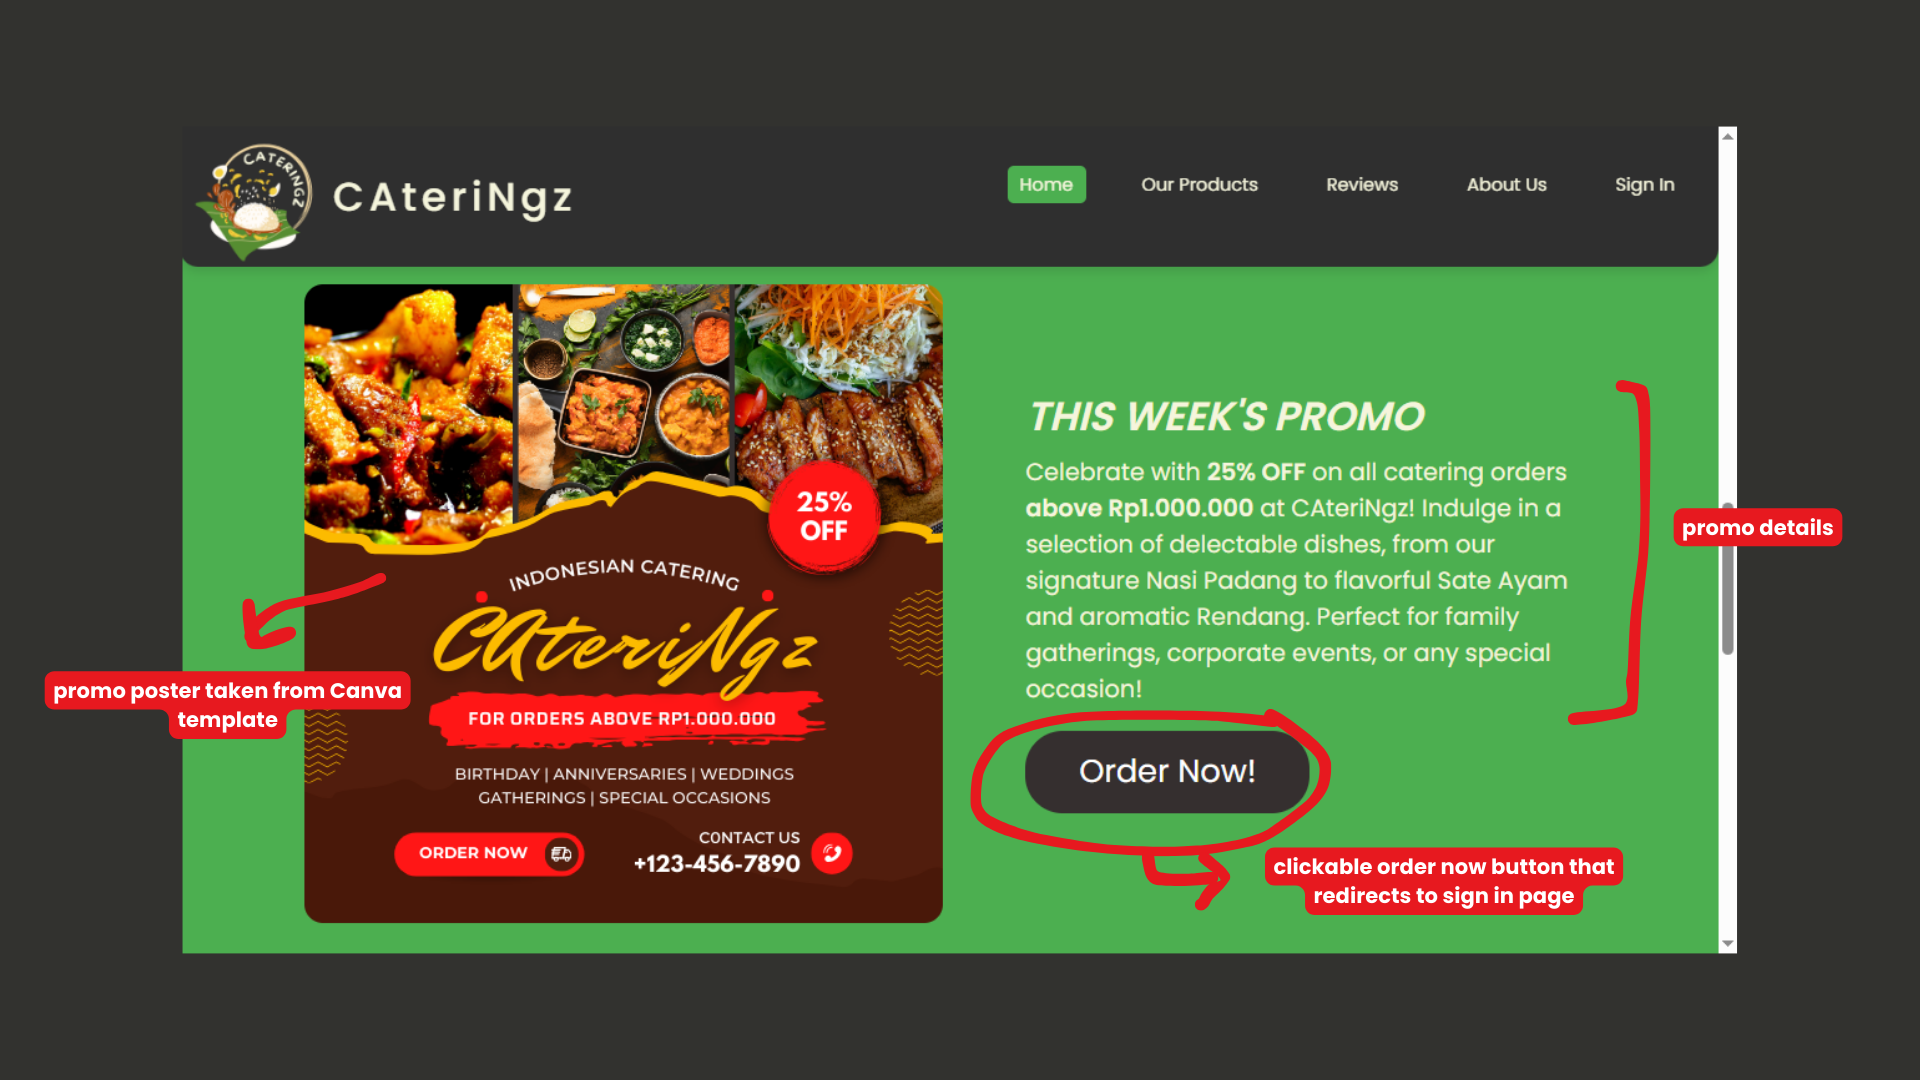 CATERINGZ
CAteriNgz
Home
Our Products
Reviews
About Us
Sign In
25%
OFF
INDONESIAN CATERING
CAteriNgz
FOR ORDERS ABOVE RP1.000.000
BIRTHDAY | ANNIVERSARIES | WEDDINGS
GATHERINGS | SPECIAL OCCASIONS
ORDER NOW
CONTACT US
+123-456-7890
promo poster taken from Canva
template
THIS WEEK'S PROMO
Celebrate with 25% OFF on all catering orders
above Rp1.000.000 at CAteriNgz! Indulge in a
selection of delectable dishes, from our
signature Nasi Padang to flavorful Sate Ayam
and aromatic Rendang. Perfect for family
gatherings, corporate events, or any special
occasion!
promo details
Order Now!
clickable order now button that
redirects to sign in page